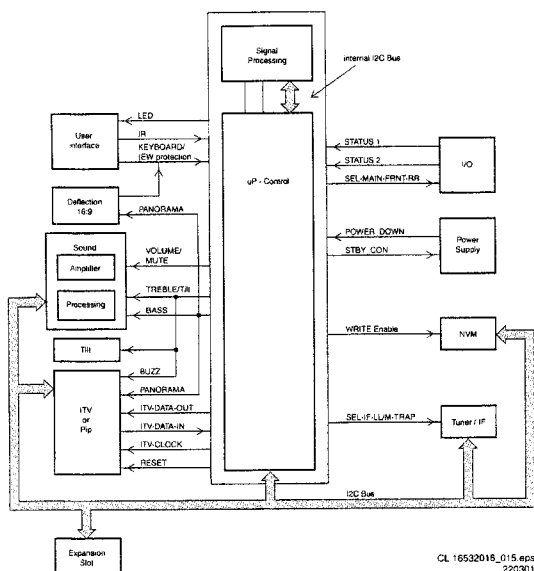 Signal
Processing
internal I2C Bus
LED
IR
KEYBOARD/
(EW protection
User
interface
uP - Control
STATUS 1
STATUS 2
SEL-MAIN-FRNT-RR
I/O
Deflection
16:9
PANORAMA
Sound
Amplifier
Processing
VOLUME/
MUTE
TREBLE/Tilt
BASS
POWER_DOWN
STBY_CON
Power
Supply
Tilt
WRITE Enable
NVM
ITV
or
Pip
BUZZ
PANORAMA
ITV-DATA-OUT
ITV-DATA-IN
ITV-CLOCK
RESET
SEL-IF-LUM-TRAP
Tuner / IF
I2C Bus
Expansion
Slot
CL 16532016_015.eps
220301